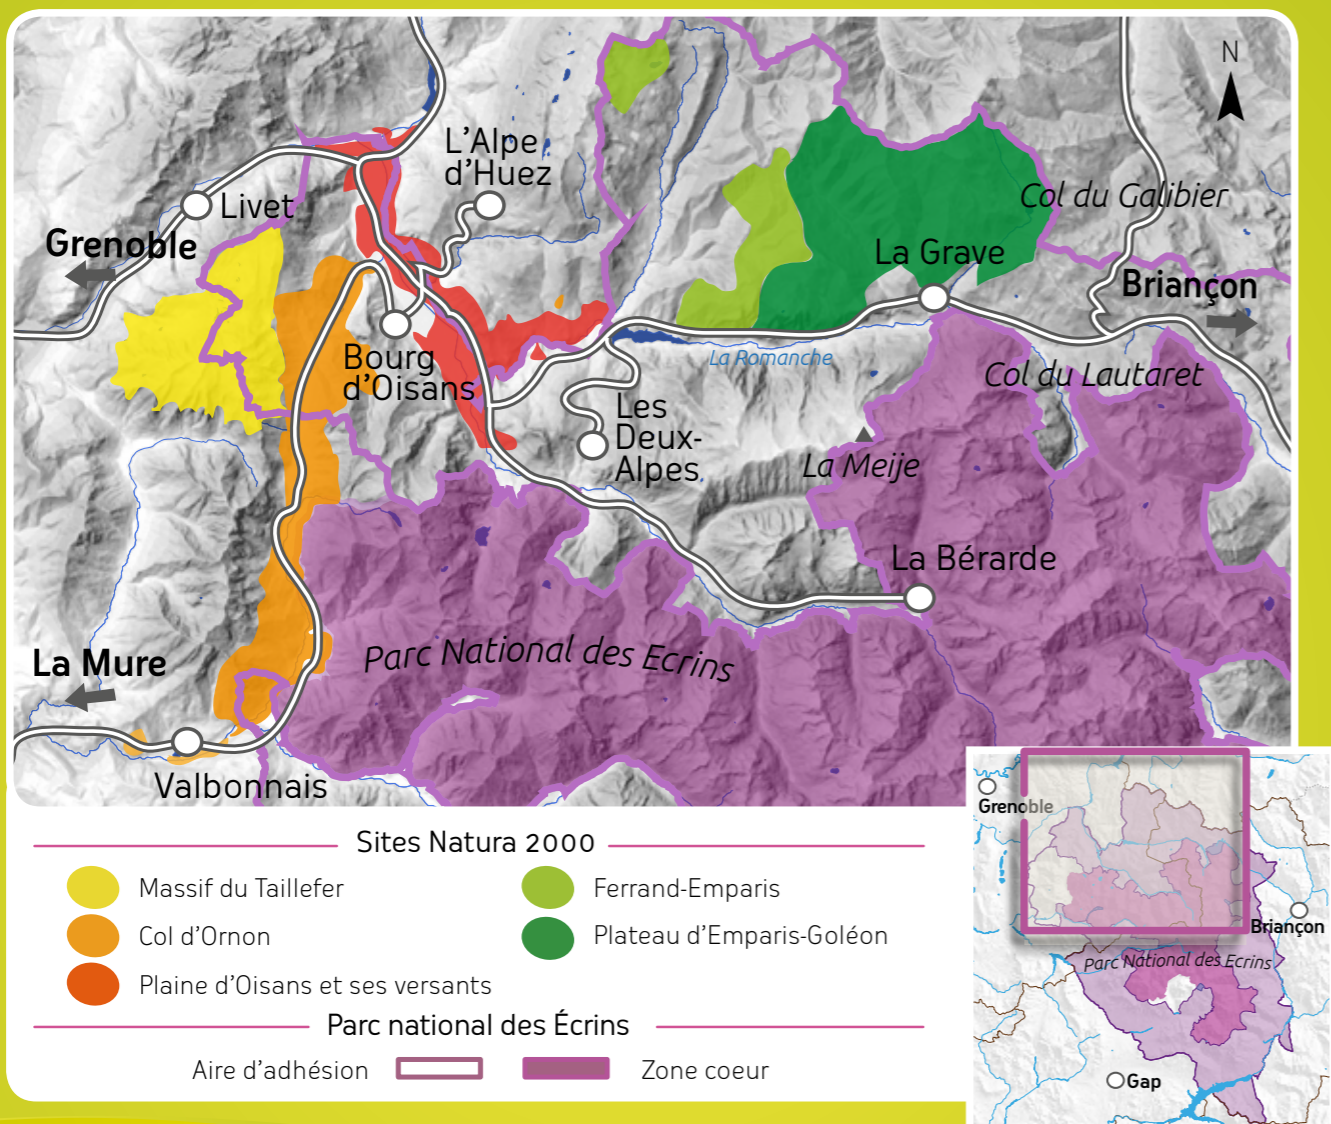 N
L'Alpe
d'Huez
Livet
Col du Galibier
Grenoble
La Grave
Briançon
Bourg
d'Oisans
La Romanche
Col du Lautaret
Les
Deux-
Alpes
La Meije
La Bérarde
Parc National des Ecrins
La Mure
Valbonnais
Sites Natura 2000
Massif du Taillefer
Ferrand-Emparis
Col d'Ornon
Plateau d'Emparis-Goléon
Plaine d'Oisans et ses versants
Parc national des Écrins
Aire d'adhésion
Zone coeur
Grenoble
Briançon
Parc National des Ecrins
Gap